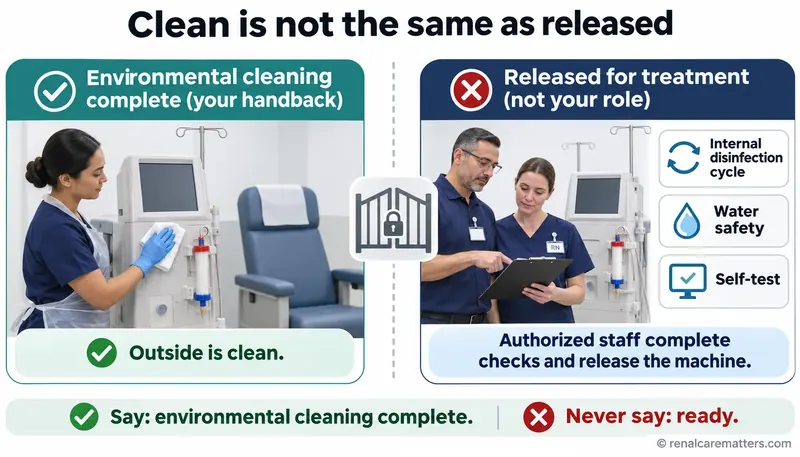 Clean is not the same as released
Environmental cleaning
complete (your handback)
Outside is clean.
Released for treatment
(not your role)
RN
Internal
disinfection
cycle
Water
safety
Self-test
Authorized staff complete
checks and release the machine.
Say: environmental cleaning complete.
Never say: ready.
© renalcarematters.com